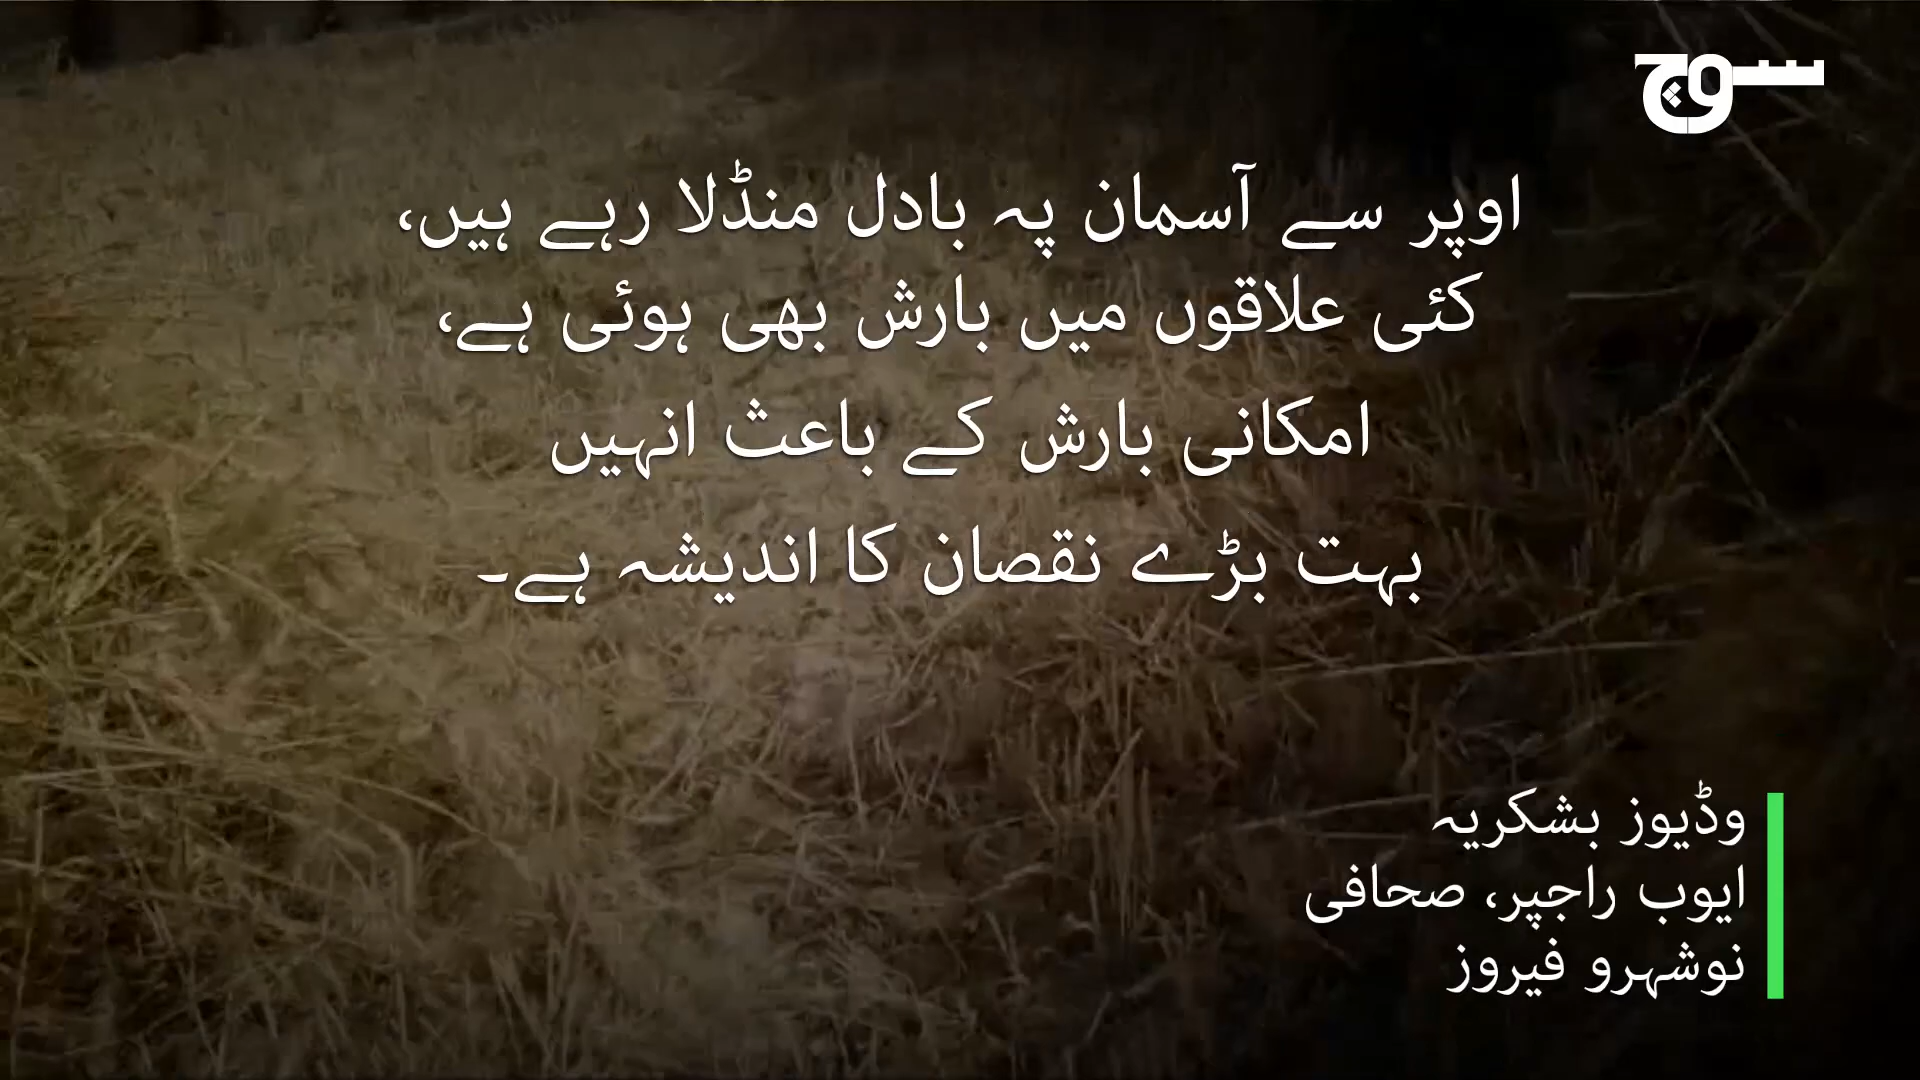 سوچ
اوپر سے آسمان پہ بادل منڈلا رہے ہیں،
کئی علاقوں میں بارش بھی ہوئی ہے،
امکانی بارش کے باعث انہیں
بہت بڑے نقصان کا اندیشہ ہے۔
وڈیوز بشکریہ
ایوب راجپر، صحافی
نوشہرو فیروز